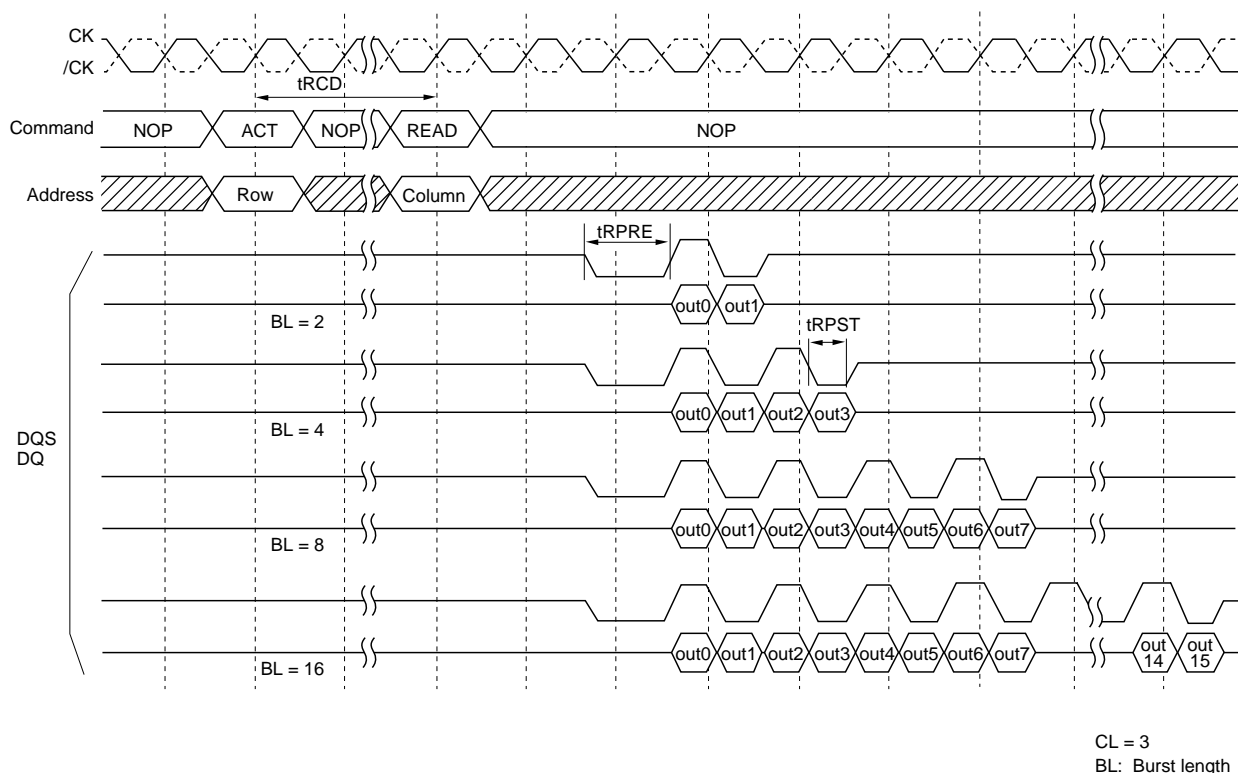 CK
/CK
tRCD
Command NOP ACT NOP READ NOP
Address Row Column
tRPRE
out0 out1
BL = 2
tRPST
out0 out1 out2 out3
BL = 4
DQS
DQ
out0 out1 out2 out3 out4 out5 out6 out7
BL = 8
out0 out1 out2 out3 out4 out5 out6 out7 out 14 out 15
BL = 16
CL = 3
BL: Burst length